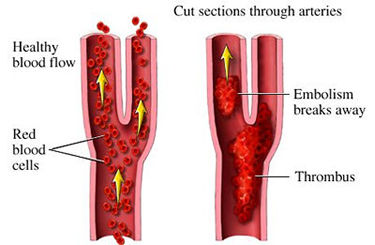 Cut sections through arteries
Healthy
blood flow
Red
blood
cells
Embolism
breaks away
Thrombus